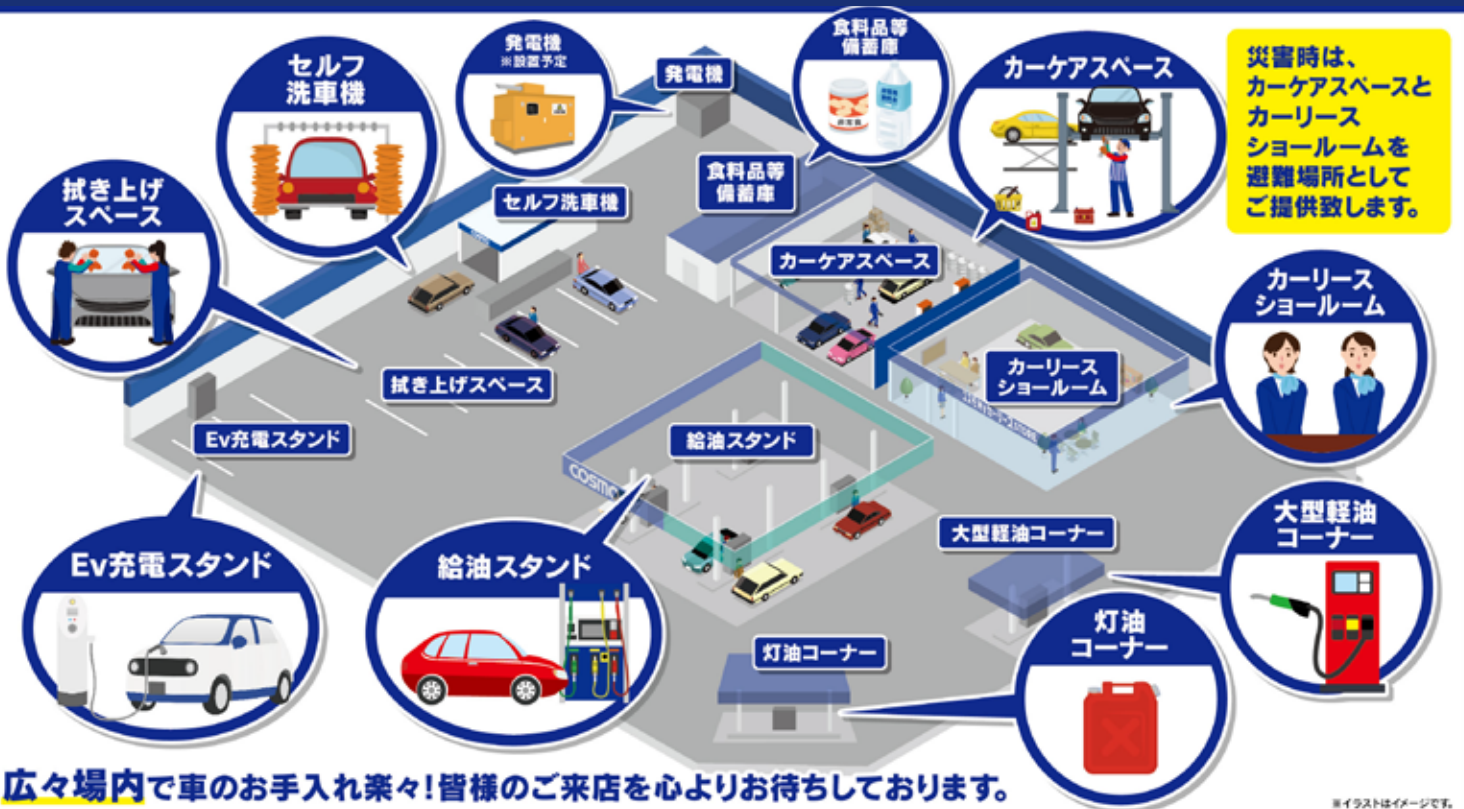 セルフ
洗車機
発電機
※設置予定
発電機
食料品等
備蓄庫
カーケアスペース
災害時は、
カーケアスペースと
カーリース
ショールームを
避難場所として
ご提供致します。
拭き上げ
スペース
セルフ洗車機
食料品等
備蓄庫
カーケアスペース
カーリース
ショールーム
カーリース
ショールーム
拭き上げスペース
Ev充電スタンド
給油スタンド
COSMO
大型軽油コーナー
大型軽油
コーナー
Ev充電スタンド
給油スタンド
灯油コーナー
灯油
コーナー
広々場内で車のお手入れ楽々!皆様のご来店を心よりお待ちしております。
※イラストはイメージです。